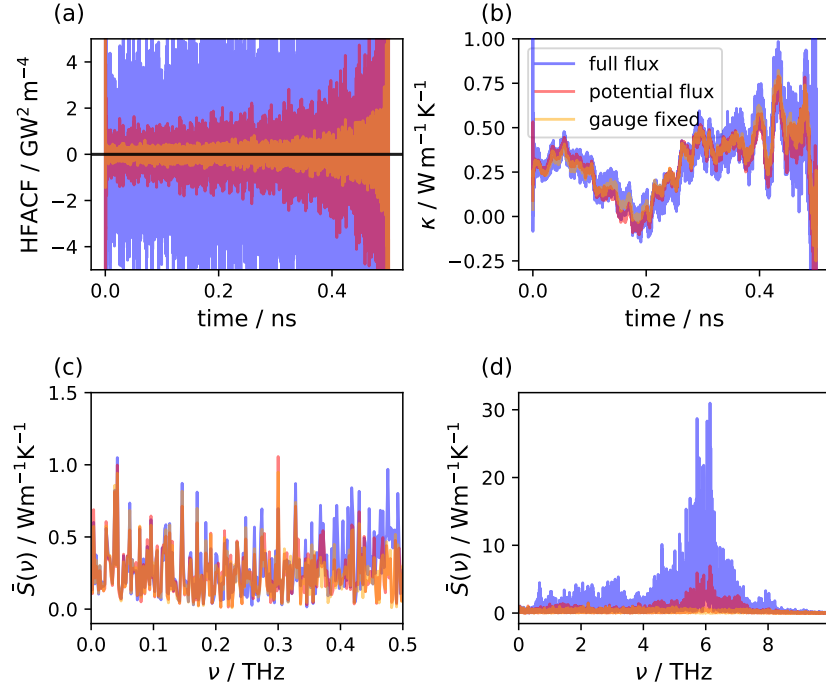 (a)
HFACF / GW² m⁻⁴
4
2
0
−2
−4
0.0 0.2 0.4
time / ns
(b)
κ / W m⁻¹ K⁻¹
1.00
0.75
0.50
0.25
0.00
−0.25
full flux
potential flux
gauge fixed
0.0 0.2 0.4
time / ns
(c)
S̄(ν) / Wm⁻¹K⁻¹
1.5
1.0
0.5
0.0
0.0 0.1 0.2 0.3 0.4 0.5
ν / THz
(d)
S̄(ν) / Wm⁻¹K⁻¹
30
20
10
0
0 2 4 6 8
ν / THz